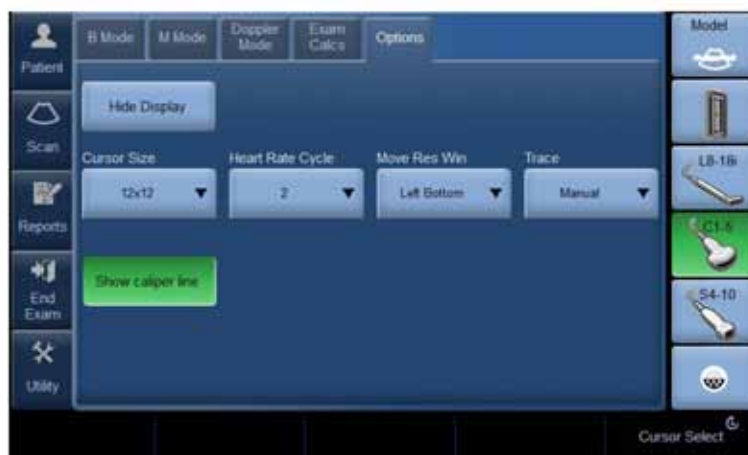 Patient
Scan
Reports
End
Exam
Utility
B Mode
M Mode
Doppler
Mode
Exam
Calcs
Options
Hide Display
Cursor Size
Heart Rate Cycle
Move Res Win
Trace
12x12
2
Left Bottom
Manual
Show caliper line
Model
L8-18i
C1-5
S4-10
Cursor Select